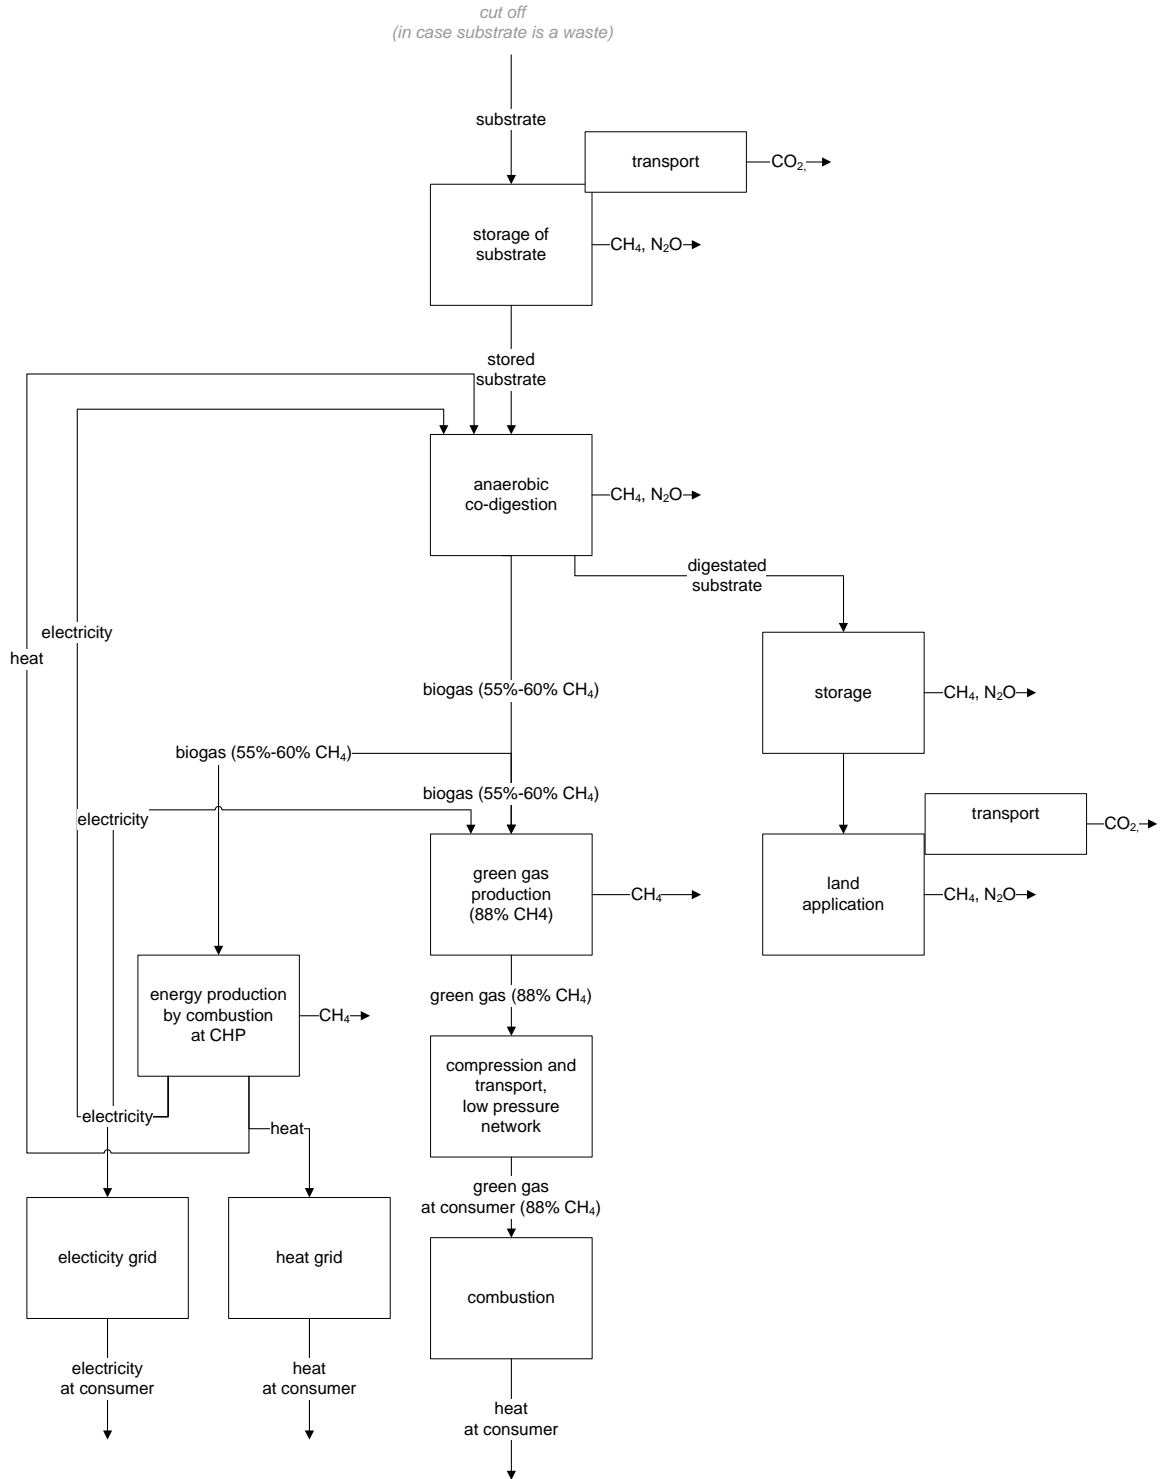 cut off
(in case substrate is a waste)
substrate
transport
CO₂,
storage of
substrate
CH₄, N₂O
stored
substrate
anaerobic
co-digestion
CH₄, N₂O
digestated
substrate
electricity
heat
biogas (55%-60% CH₄)
storage
CH₄, N₂O
biogas (55%-60% CH₄)
biogas (55%-60% CH₄)
electricity
transport
CO₂,
green gas
production
(88% CH4)
CH₄
land
application
CH₄, N₂O
energy production
by combustion
at CHP
CH₄
green gas (88% CH₄)
compression and
transport,
low pressure
network
electricity
heat
green gas
at consumer (88% CH₄)
electicity grid
heat grid
combustion
electricity
at consumer
heat
at consumer
heat
at consumer